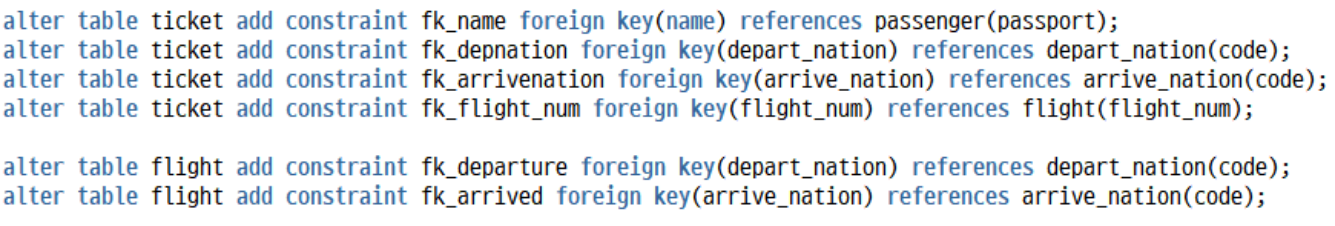 alter table ticket add constraint fk_name foreign key(name) references passenger(passport);
alter table ticket add constraint fk_depnation foreign key(depart_nation) references depart_nation(code);
alter table ticket add constraint fk_arrivenation foreign key(arrive_nation) references arrive_nation(code);
alter table ticket add constraint fk_flight_num foreign key(flight_num) references flight(flight_num);

alter table flight add constraint fk_departure foreign key(depart_nation) references depart_nation(code);
alter table flight add constraint fk_arrived foreign key(arrive_nation) references arrive_nation(code);